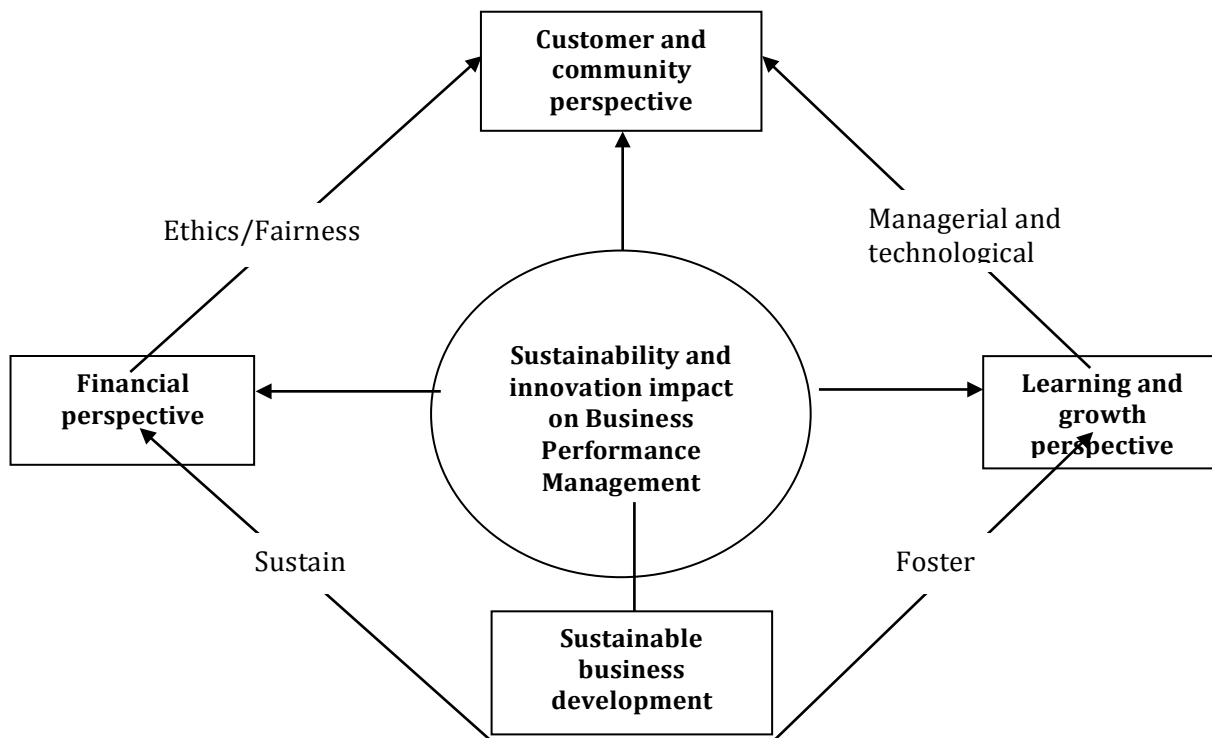 Customer and
community
perspective
Ethics/Fairness
Managerial and
technological
Financial
perspective
Sustainability and
innovation impact
on Business
Performance
Management
Learning and
growth
perspective
Sustain
Foster
Sustainable
business
development